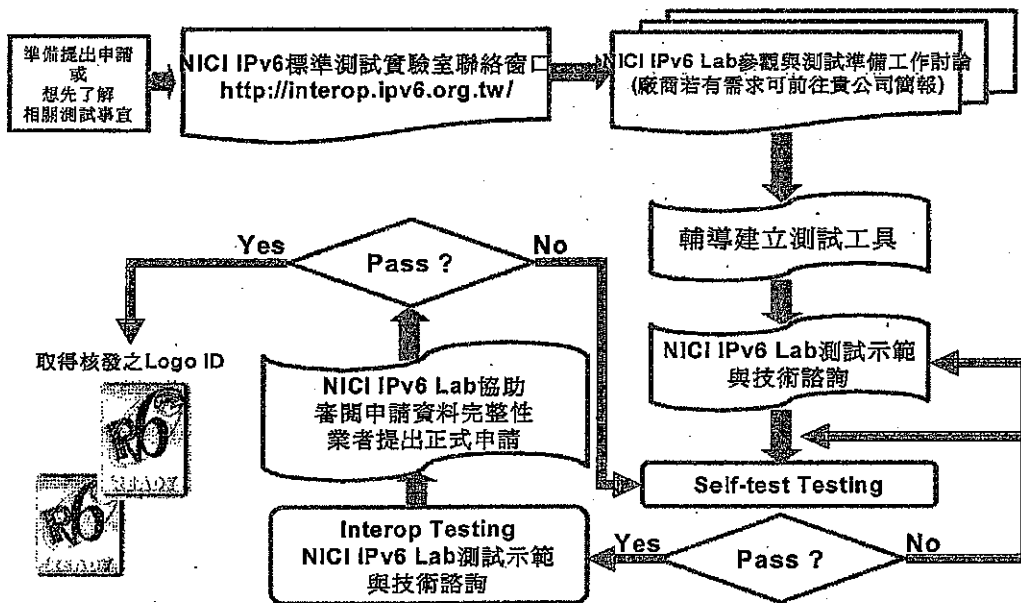 準備提出申請
或
想先了解
相關測試事宜
NICI IPv6標準測試實驗室聯絡窗口
http://interop.ipv6.org.tw/
NICI IPv6 Lab參觀與測試準備工作討論
(廠商若有需求可前往貴公司簡報)
輔導建立測試工具
NICI IPv6 Lab測試示範
與技術諮詢
Self-test Testing
Pass ?
Yes
No
Interop Testing
NICI IPv6 Lab測試示範
與技術諮詢
NICI IPv6 Lab協助
審閱申請資料完整性
業者提出正式申請
Pass ?
Yes
No
取得核發之Logo ID
IPv6
READY
IPv6
READY